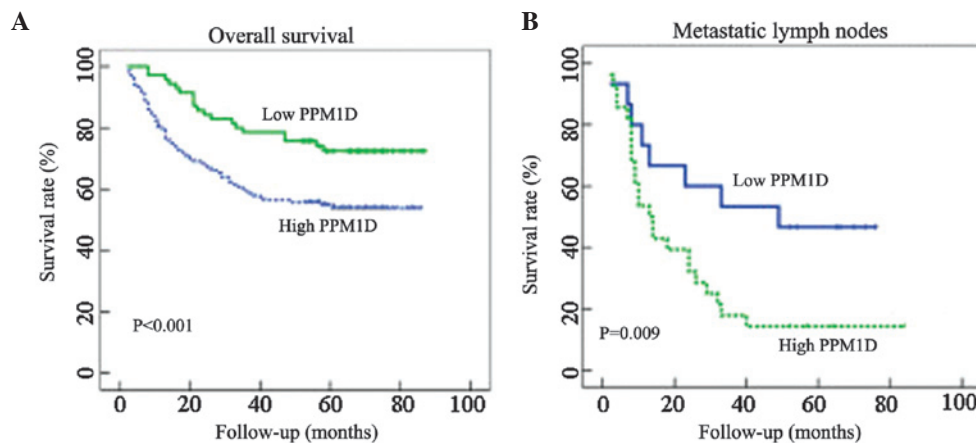 A
Overall survival
Survival rate (%)
100
80
60
40
20
0
Low PPM1D
High PPM1D
P<0.001
0 20 40 60 80 100
Follow-up (months)
B
Metastatic lymph nodes
Survival rate (%)
100
80
60
40
20
0
Low PPM1D
High PPM1D
P=0.009
0 20 40 60 80 100
Follow-up (months)